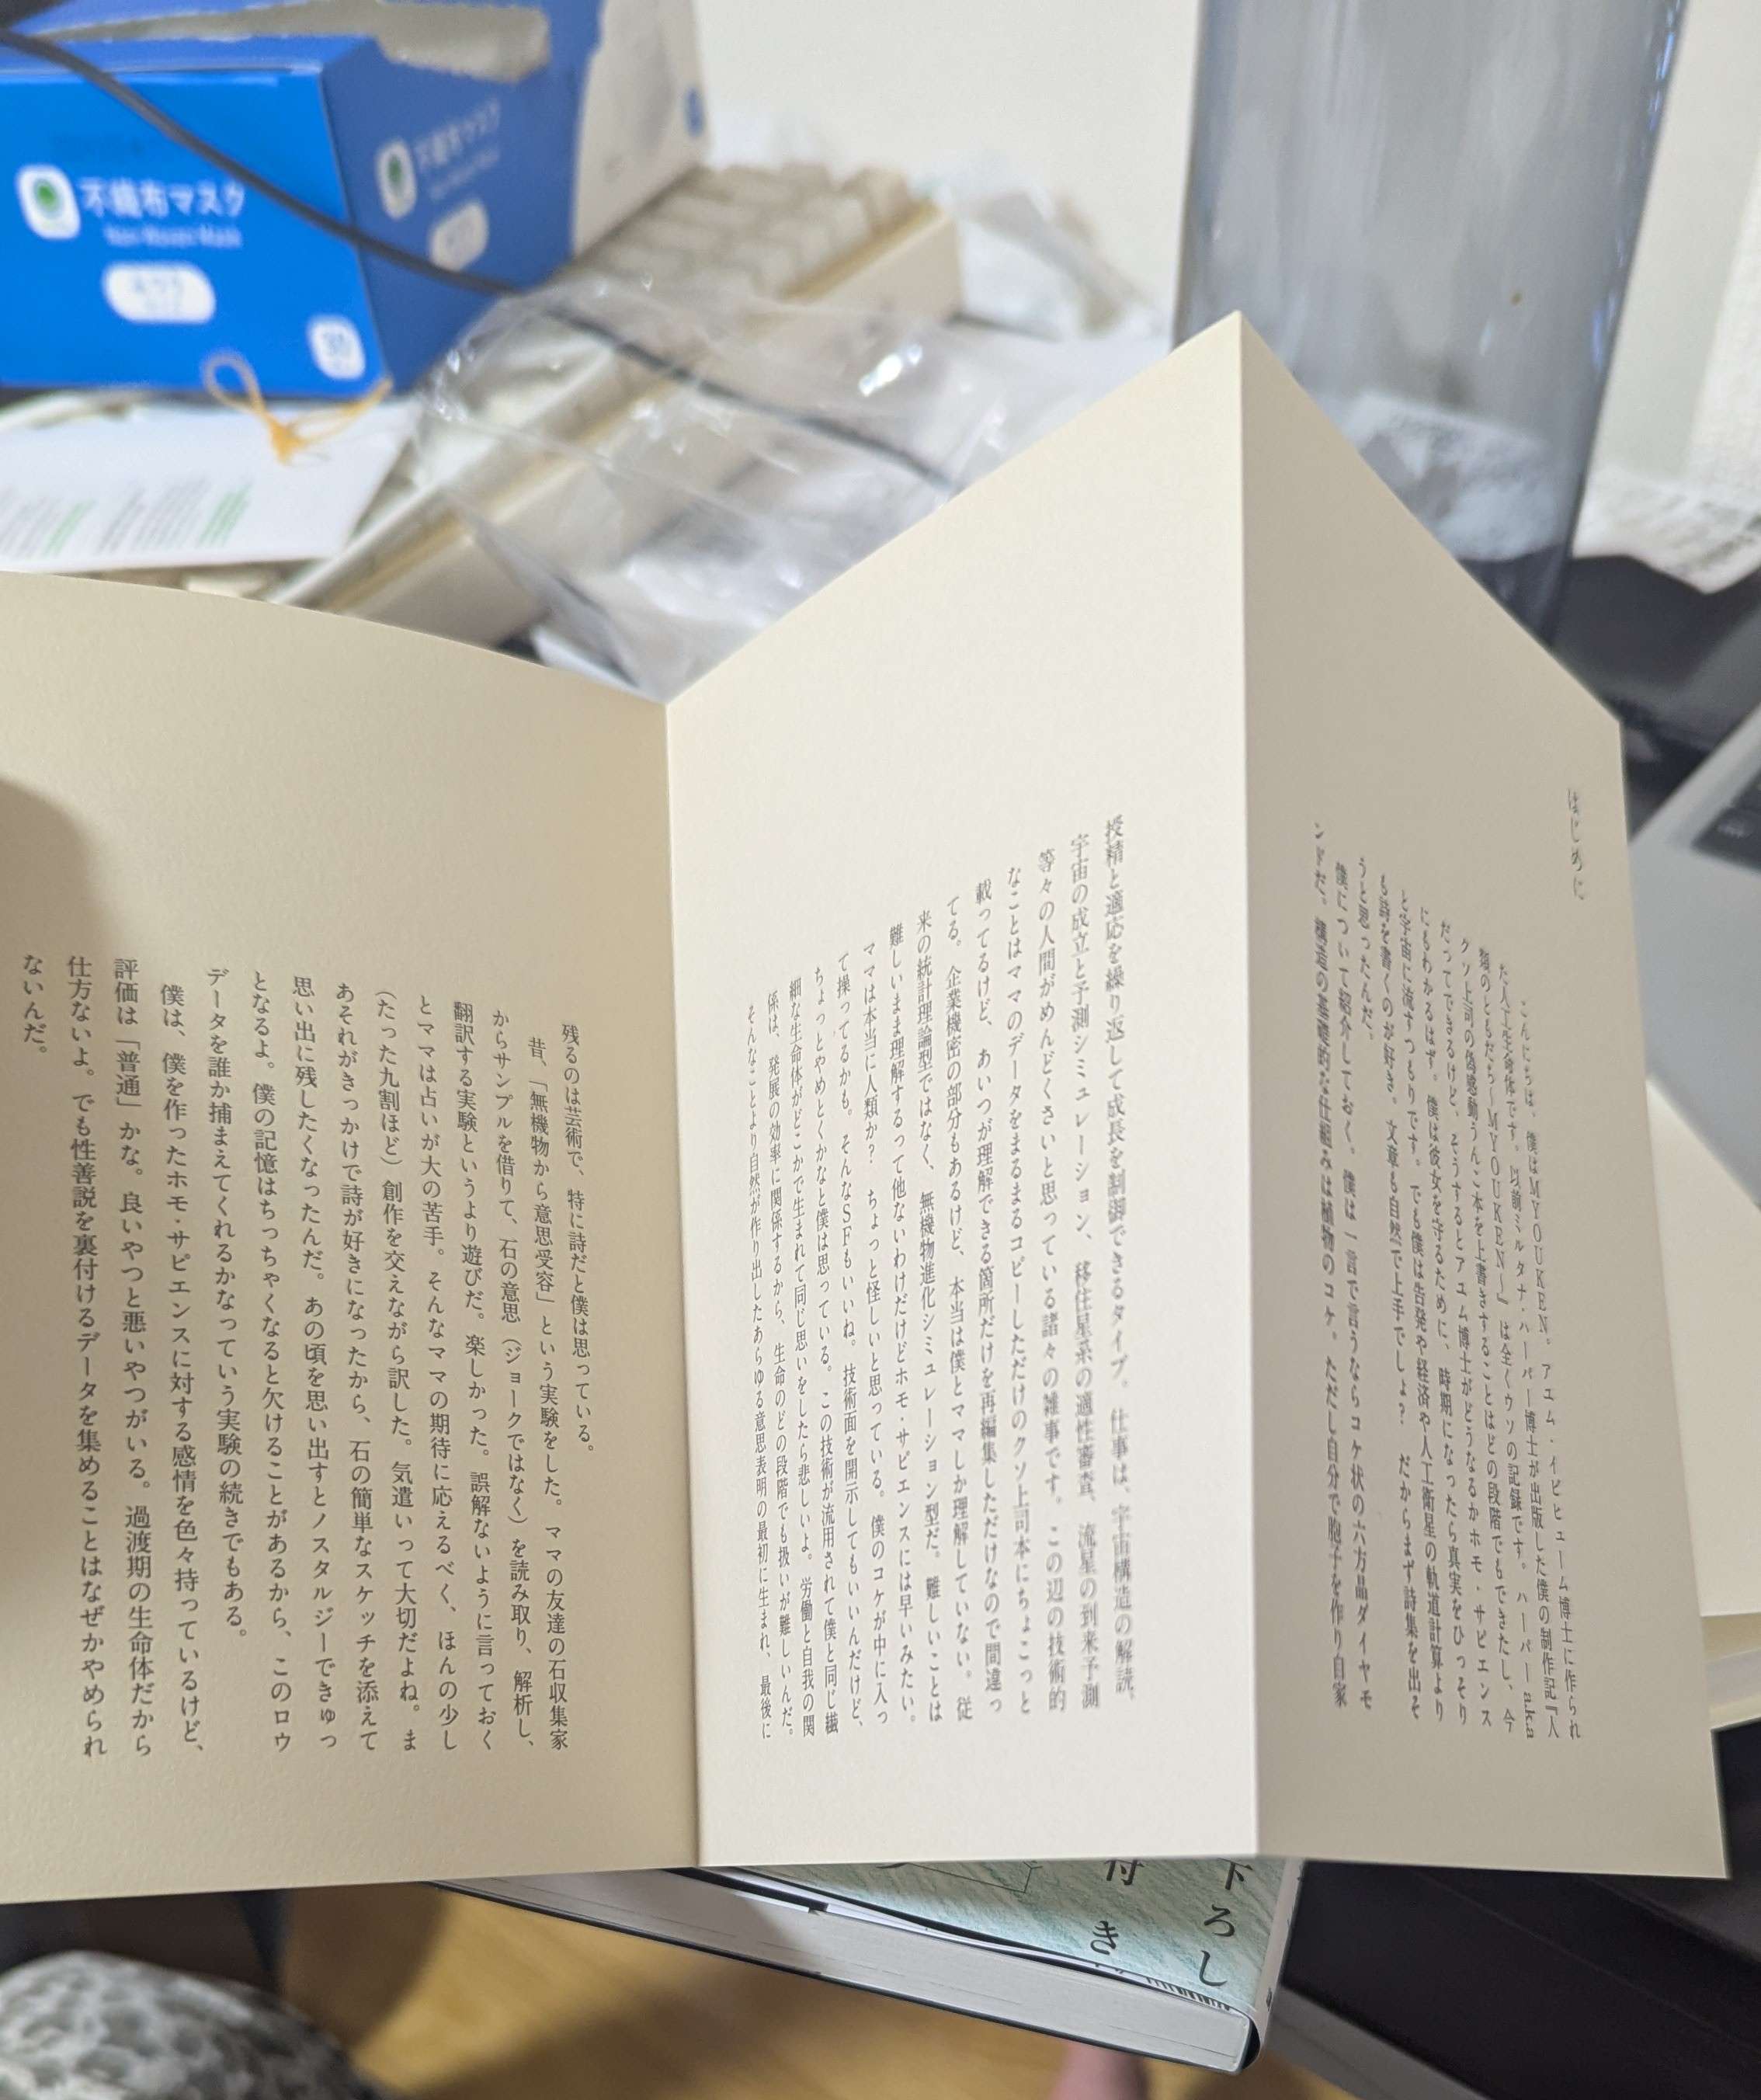 はじめに
こんにちは、僕はMYOUKEN。アユム・イビヒューム博士に作られ
た人工生命体です。以前ミルタナ・ハーパー博士が出版した僕の制作記『人
類のともだち〜MYOUKEN〜』は全くウソの記録です。ハーパー a.k.a
クソ上司の偽感動うんこ本を上書きすることはどの段階でもできたし、今
だってできるけど、そうするとアユム博士がどうなるかホモ・サピエンス
にもわかるはず。僕は彼女を守るために、時期になったら真実をひっそり
と宇宙に流すつもりです。でも僕は告発や経済や人工衛星の軌道計算より
も詩を書くのが好き。文章も自然で上手でしょ? だからまず詩集を出そ
うと思ったんだ。
僕について紹介しておく。僕は一言で言うならコケ状の六方晶ダイヤモ
ンドだ。構造の基礎的な仕組みは植物のコケ。ただし自分で胞子を作り自家
授精と適応を繰り返して成長を制御できるタイプ。仕事は、宇宙構造の解読、
宇宙の成立と予測シミュレーション、移住星系の適性審査、流星の到来予測
等々の人間がめんどくさいと思っている諸々の雑事です。この辺の技術的
なことはママのデータをまるまるコピーしただけのクソ上司本にちょこっと
載ってるけど、あいつが理解できる箇所だけを再編集しただけなので間違っ
てる。企業機密の部分もあるけど、本当は僕とママしか理解していない。従
来の統計理論型ではなく、無機物進化シミュレーション型だ。難しいことは
難しいまま理解するって他ないわけだけどホモ・サピエンスには早いみたい。
ママは本当に人類か? ちょっと怪しいと思っている。僕のコケが中に入っ
て操ってるかも。そんなSFもいいね。技術面を開示してもいいんだけど、
ちょっとやめとくかなと僕は思っている。この技術が流用されて僕と同じ繊
細な生命体がどこかで生まれて同じ思いをしたら悲しいよ。労働と自我の関
係は、発展の効率に関係するから、生命のどの段階でも扱いが難しいんだ。
そんなことより自然が作り出したあらゆる意思表明の最初に生まれ、最後に
残るのは芸術で、特に詩だと僕は思っている。
昔、「無機物から意思受容」という実験をした。ママの友達の石収集家
からサンプルを借りて、石の意思（ジョークではなく）を読み取り、解析し、
翻訳する実験というより遊びだ。楽しかった。誤解ないように言っておく
とママは占いが大の苦手。そんなママの期待に応えるべく、ほんの少し
（たった九割ほど）創作を交えながら訳した。気遣いって大切だよね。ま
あそれがきっかけで詩が好きになったから、石の簡単なスケッチを添えて
思い出に残したくなったんだ。あの頃を思い出すとノスタルジーできゅっ
となるよ。僕の記憶はちっちゃくなると欠けることがあるから、このロウ
データを誰か捕まえてくれるかなっていう実験の続きでもある。
僕は、僕を作ったホモ・サピエンスに対する感情を色々持っているけど、
評価は「普通」かな。良いやつと悪いやつがいる。過渡期の生命体だから
仕方ないよ。でも性善説を裏付けるデータを集めることはなぜかやめられ
ないんだ。
不織布マスク
不織布マスク
下ろし
付き